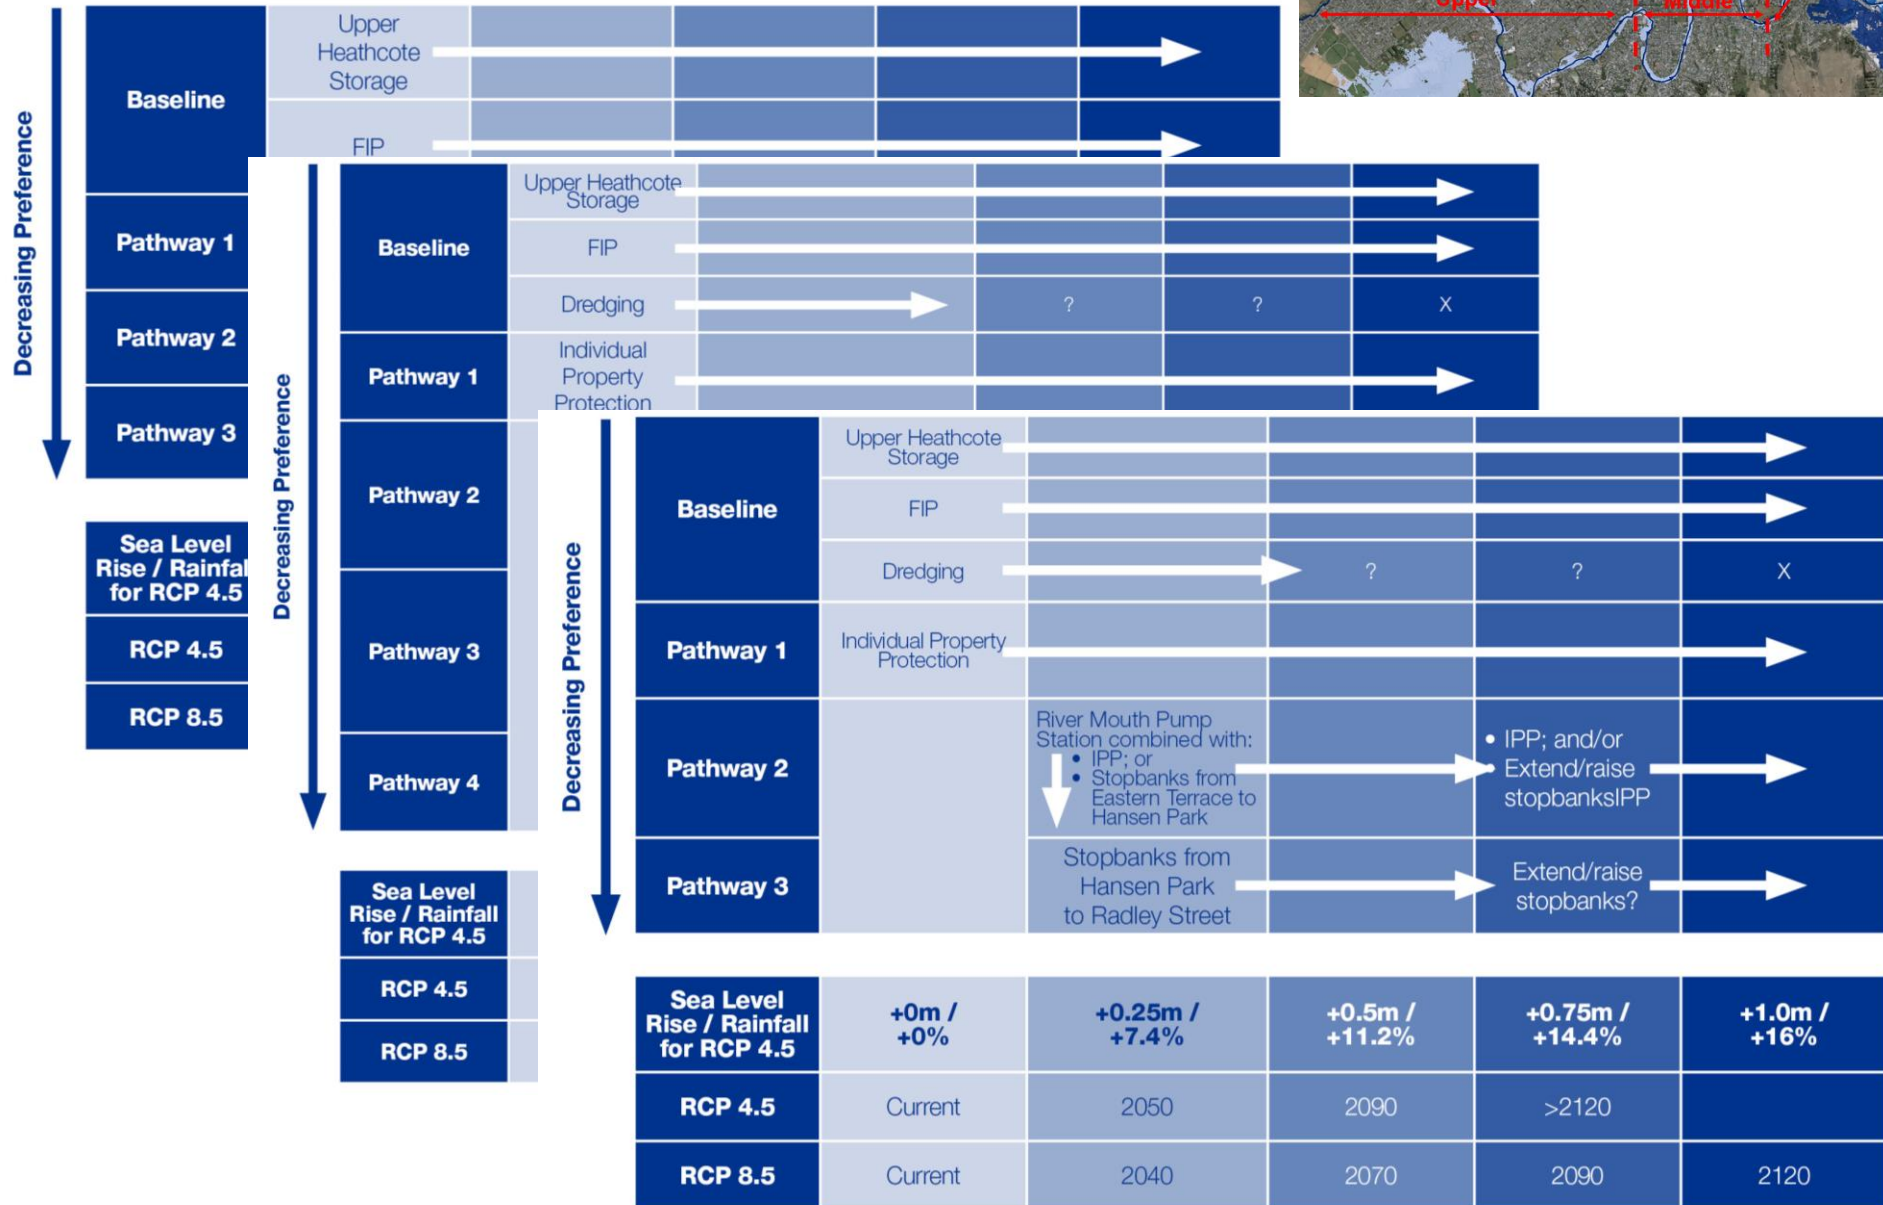 Upper
Middle
Decreasing Preference
Baseline
Upper
Heathcote
Storage
FIP
Pathway 1
Pathway 2
Pathway 3
Sea Level
Rise / Rainfal
for RCP 4.5
RCP 4.5
RCP 8.5
Decreasing Preference
Baseline
Upper Heathcote
Storage
FIP
Dredging
?
?
X
Pathway 1
Individual
Property
Protection
Pathway 2
Pathway 3
Pathway 4
Sea Level
Rise / Rainfall
for RCP 4.5
RCP 4.5
RCP 8.5
Decreasing Preference
Baseline
Upper Heathcote
Storage
FIP
Dredging
?
?
X
Pathway 1
Individual Property
Protection
Pathway 2
River Mouth Pump
Station combined with:
• IPP; or
• Stopbanks from
Eastern Terrace to
Hansen Park
• IPP; and/or
• Extend/raise
stopbanksIPP
Pathway 3
Stopbanks from
Hansen Park
to Radley Street
Extend/raise
stopbanks?
Sea Level
Rise / Rainfall
for RCP 4.5
+0m /
+0%
+0.25m /
+7.4%
+0.5m /
+11.2%
+0.75m /
+14.4%
+1.0m /
+16%
RCP 4.5
Current
2050
2090
>2120
RCP 8.5
Current
2040
2070
2090
2120